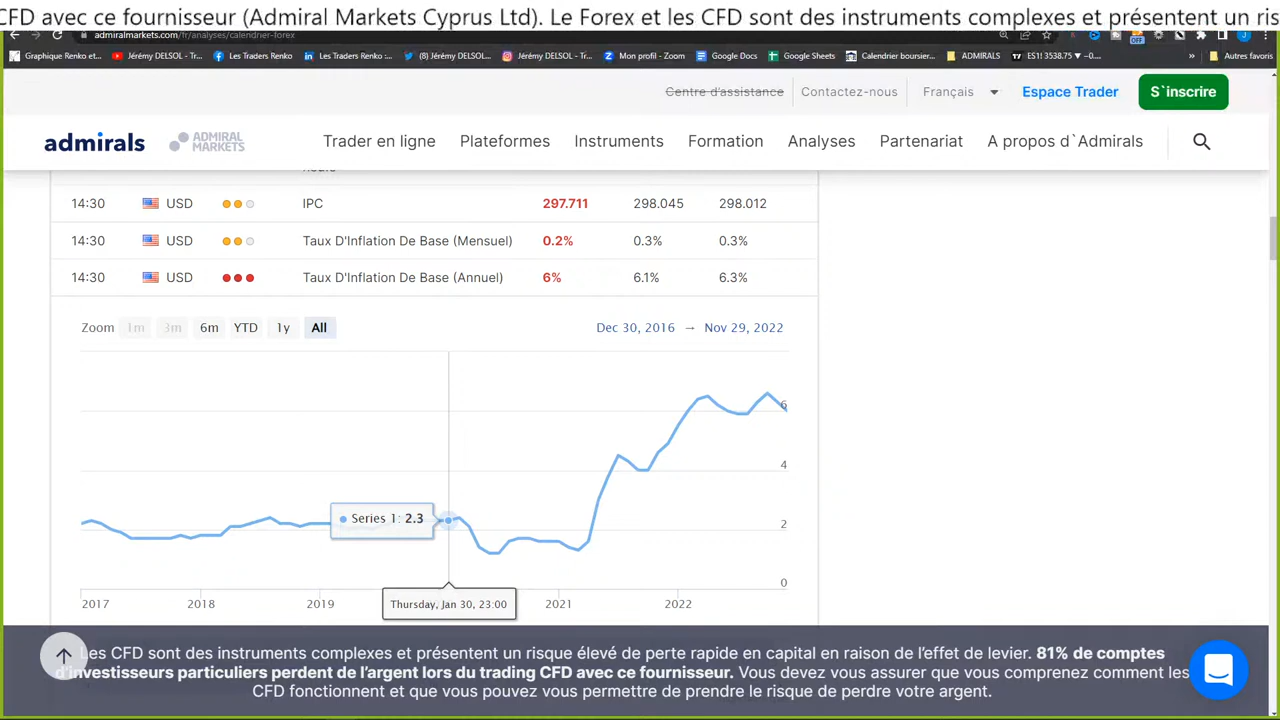 CFD avec ce fournisseur (Admiral Markets Cyprus Ltd). Le Forex et les CFD sont des instruments complexes et présentent un ris
admiralmarkets.com/fr/analyses/calendrier-forex
Graphique Renko et... Jérémy DELSOL - Tr... Les Traders Renko Les Traders Renko (8) Jérémy DELSOL... Jérémy DELSOL - Tr... Mon profil - Zoom Google Docs Google Sheets Calendrier boursier... ADMIRALS ES1! 3538.75 ▼ −0.... » Autres favoris
Centre d'assistance Contactez-nous Français Espace Trader S`inscrire
admirals ADMIRAL MARKETS Trader en ligne Plateformes Instruments Formation Analyses Partenariat A propos d`Admirals
14:30 USD IPC 297.711 298.045 298.012
14:30 USD Taux D'Inflation De Base (Mensuel) 0.2% 0.3% 0.3%
14:30 USD Taux D'Inflation De Base (Annuel) 6% 6.1% 6.3%
Zoom 1m 3m 6m YTD 1y All Dec 30, 2016 → Nov 29, 2022
6
4
Series 1: 2.3
2
0
2017 2018 2019 Thursday, Jan 30, 23:00 2021 2022
Les CFD sont des instruments complexes et présentent un risque élevé de perte rapide en capital en raison de l’effet de levier. 81% de comptes
d’investisseurs particuliers perdent de l’argent lors du trading CFD avec ce fournisseur. Vous devez vous assurer que vous comprenez comment les
CFD fonctionnent et que vous pouvez vous permettre de prendre le risque de perdre votre argent.